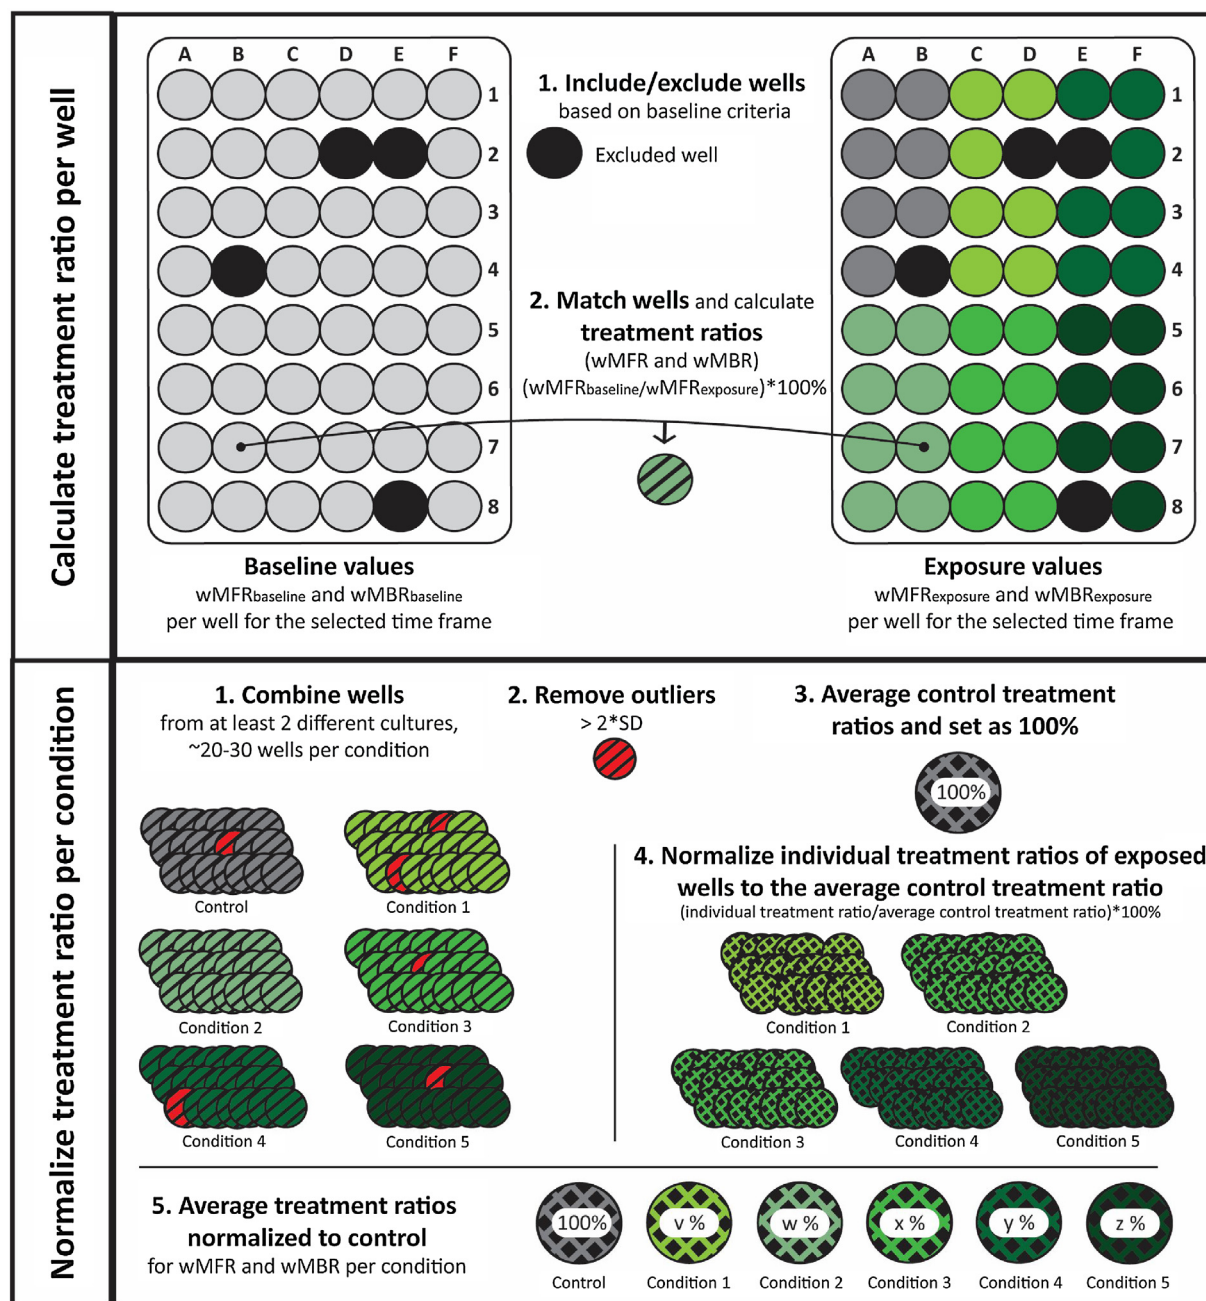 Calculate treatment ratio per well
A B C D E F
1
2
3
4
5
6
7
8
Baseline values
wMFRbaseline and wMBRbaseline
per well for the selected time frame
1. Include/exclude wells
based on baseline criteria
Excluded well
2. Match wells and calculate
treatment ratios
(wMFR and wMBR)
(wMFRbaseline/wMFRexposure)*100%
A B C D E F
1
2
3
4
5
6
7
8
Exposure values
wMFRexposure and wMBRexposure
per well for the selected time frame
Normalize treatment ratio per condition
1. Combine wells
from at least 2 different cultures,
~20-30 wells per condition
Control
Condition 1
Condition 2
Condition 3
Condition 4
Condition 5
2. Remove outliers
> 2*SD
3. Average control treatment
ratios and set as 100%
100%
4. Normalize individual treatment ratios of exposed
wells to the average control treatment ratio
(individual treatment ratio/average control treatment ratio)*100%
Condition 1
Condition 2
Condition 3
Condition 4
Condition 5
5. Average treatment ratios
normalized to control
for wMFR and wMBR per condition
100%
v %
w %
x %
y %
z %
Control
Condition 1
Condition 2
Condition 3
Condition 4
Condition 5